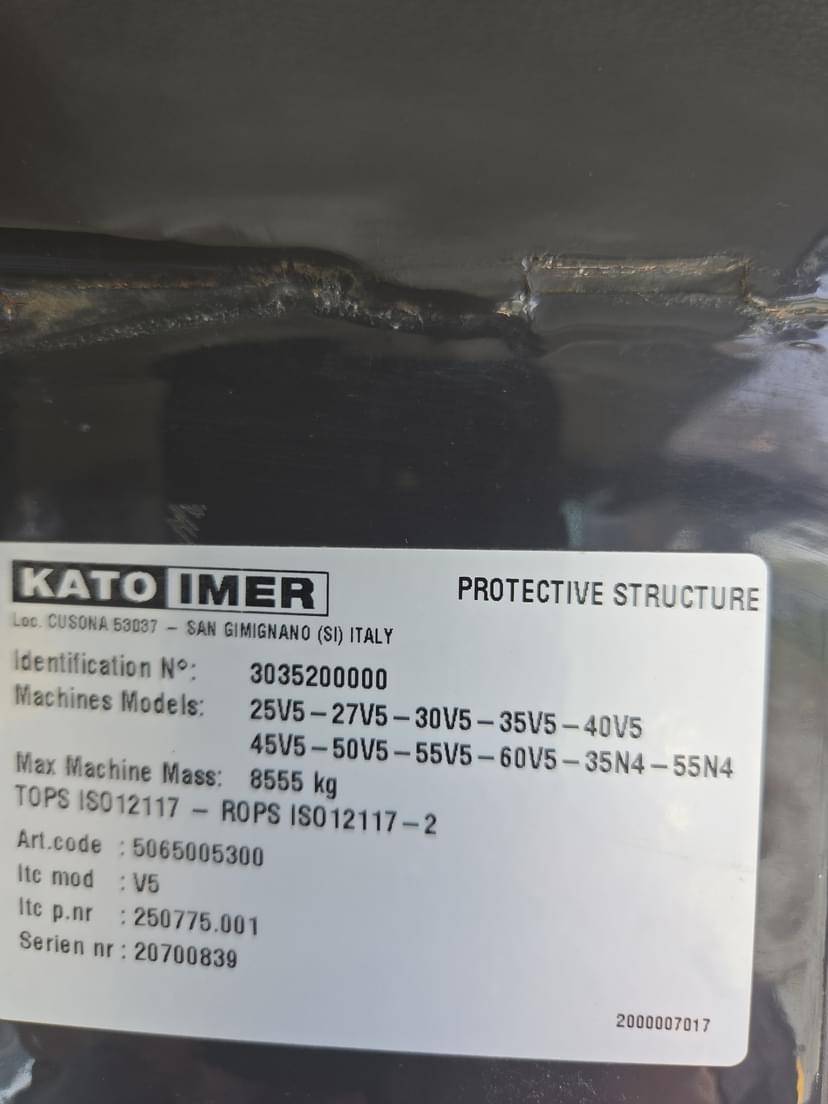 KATO IMER PROTECTIVE STRUCTURE
Loc. CUSONA 53037 – SAN GIMIGNANO (SI) ITALY
Identification N°: 3035200000
Machines Models: 25V5–27V5–30V5–35V5–40V5
45V5–50V5–55V5–60V5–35N4–55N4
Max Machine Mass: 8555 kg
TOPS ISO12117 – ROPS ISO12117–2
Art.code : 5065005300
Itc mod : V5
Itc p.nr : 250775.001
Serien nr : 20700839
2000007017